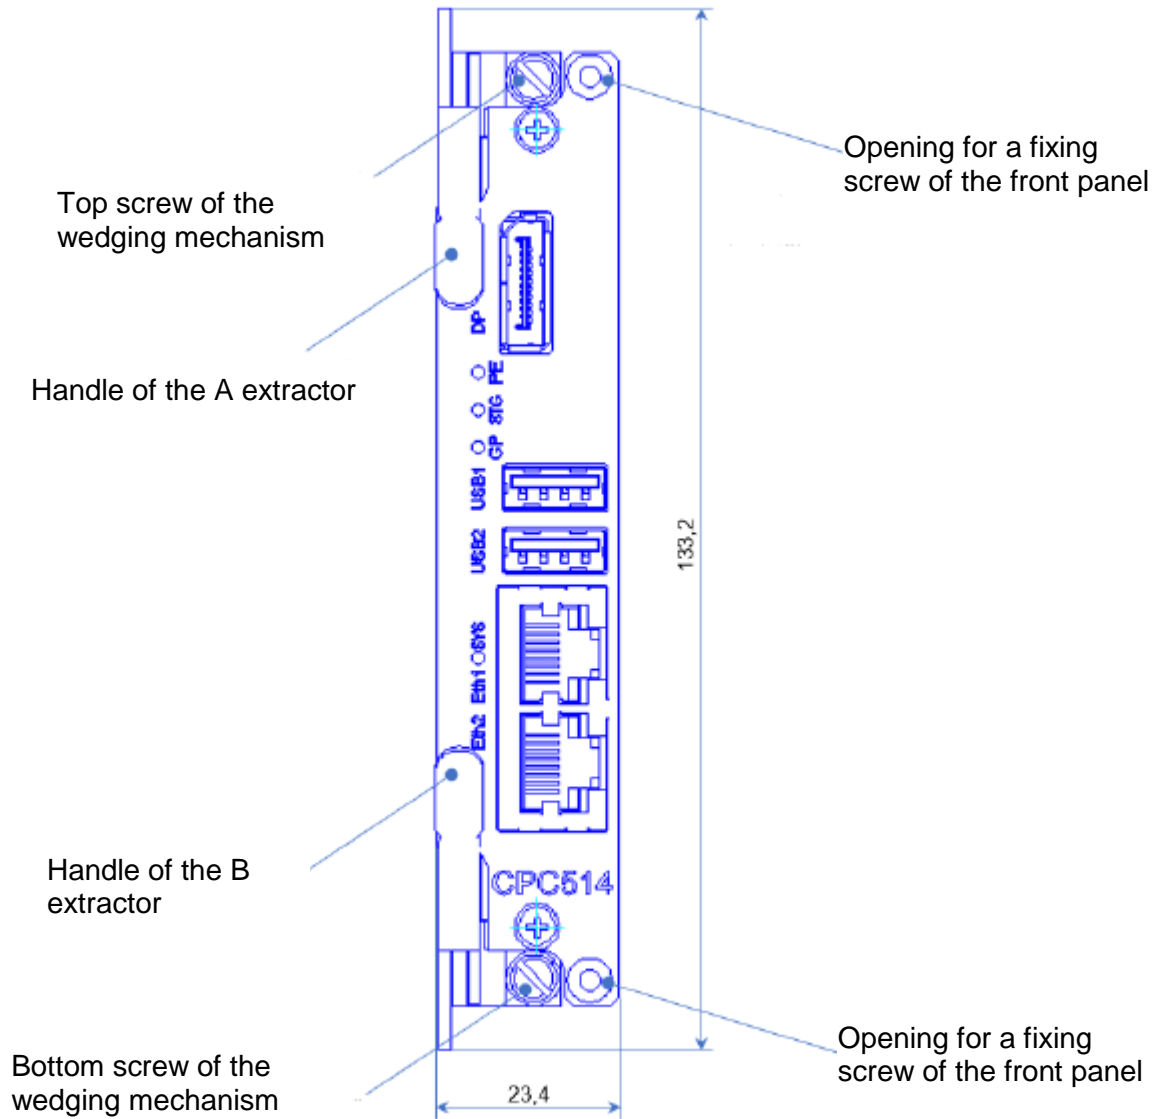 Opening for a fixing
screw of the front panel
Top screw of the
wedging mechanism
Handle of the A extractor
DP
PE
STG
GP
USB1
USB2
133,2
SYS
Eth1
Eth2
Handle of the B
extractor
CPC514
Opening for a fixing
screw of the front panel
Bottom screw of the
wedging mechanism
23,4